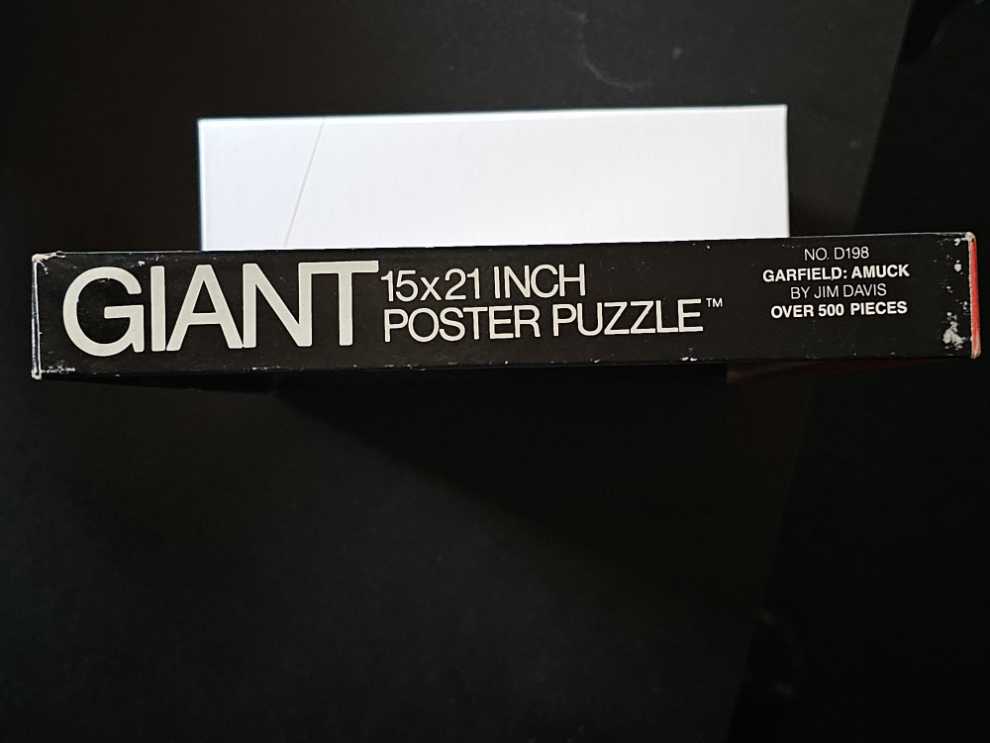 GIANT
15x21 INCH
POSTER PUZZLE™
NO. D198
GARFIELD: AMUCK
BY JIM DAVIS
OVER 500 PIECES